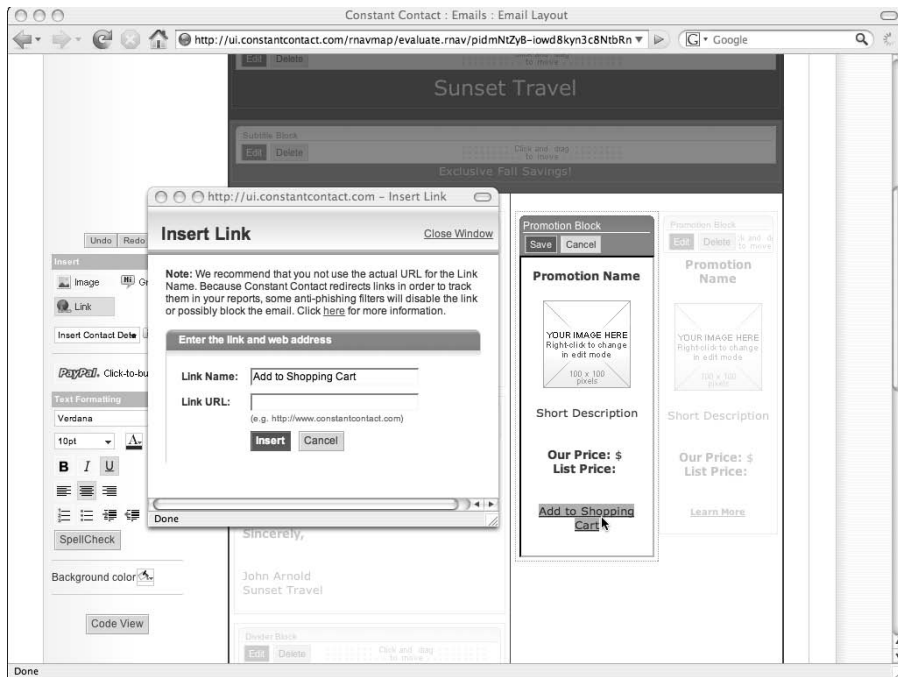 Constant Contact : Emails : Email Layout
http://ui.constantcontact.com/rnavmap/evaluate.rnav/pidmNtZyB-iowd8kyn3c8NtbRn
G Google
Edit Delete
to move
Sunset Travel
Subtitle Block
Edit Delete
Click and drag
to move
Exclusive Fall Savings!
http://ui.constantcontact.com – Insert Link
Insert Link
Close Window
Note: We recommend that you not use the actual URL for the Link
Name. Because Constant Contact redirects links in order to track
them in your reports, some anti-phishing filters will disable the link
or possibly block the email. Click here for more information.
Enter the link and web address
Link Name: Add to Shopping Cart
Link URL:
(e.g. http://www.constantcontact.com)
Insert Cancel
Done
Undo Redo
Insert
Image
Link
Insert Contact
PayPal. Click-to-bu
Text Formatting
Verdana
10pt A
B I U
SpellCheck
Background color
Code View
Promotion Block
Save Cancel
Promotion Name
YOUR IMAGE HERE
Right-click to change
in edit mode
100 x 100
pixels
Short Description
Our Price: $
List Price:
Add to Shopping
Cart
Promotion Block
Edit Delete
Promotion
Name
YOUR IMAGE HERE
Right-click to change
in edit mode
100 x 100
pixels
Short Description
Our Price: $
List Price:
Learn More
Sincerely,
John Arnold
Sunset Travel
Divider Block
Edit Delete
Click and drag
to move
Done